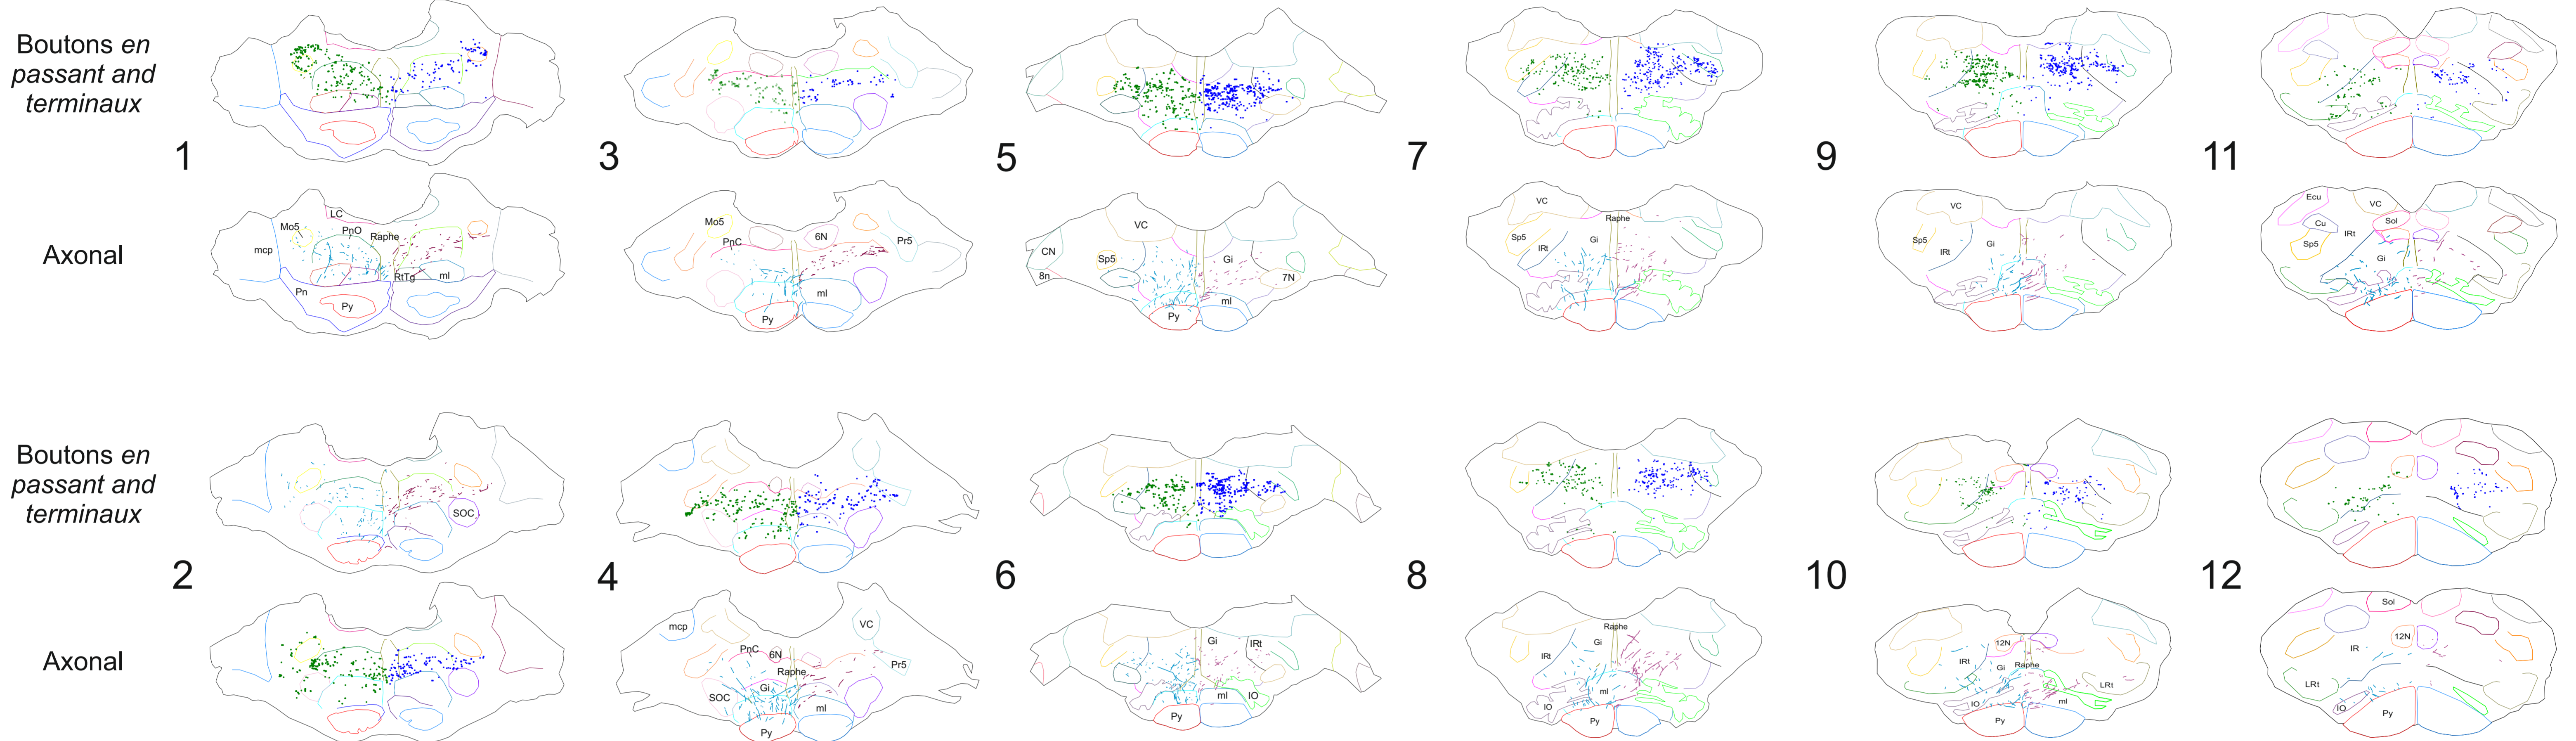 Boutons en
passant and
terminaux
1
3
5
7
9
11
Axonal
mcp
Mo5
LC
PnO
Raphe
RtTg
ml
Pn
Py
Mo5
PnC
6N
Pr5
ml
Py
CN
8n
VC
Sp5
Gi
7N
ml
Py
VC
Raphe
Sp5
IRt
Gi
VC
Sp5
IRt
Gi
Ecu
Cu
Sp5
VC
Sol
IRt
Gi
Boutons en
passant and
terminaux
SOC
2
4
6
8
10
12
Axonal
mcp
VC
PnC
6N
Pr5
Raphe
Gi
SOC
ml
Py
Gi
IRt
ml
IO
Py
Raphe
Gi
IRt
ml
IO
Py
12N
IRt
Gi
Raphe
LRt
IO
ml
Py
Sol
12N
IR
LRt
IO
Py